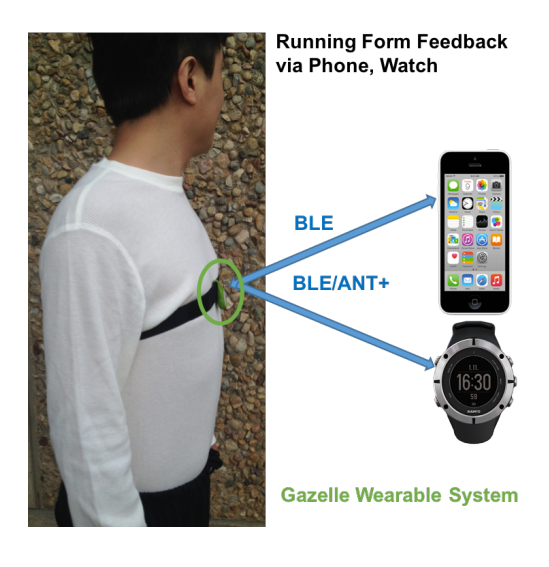 Running Form Feedback
via Phone, Watch
BLE
BLE/ANT+
16:30
Gazelle Wearable System